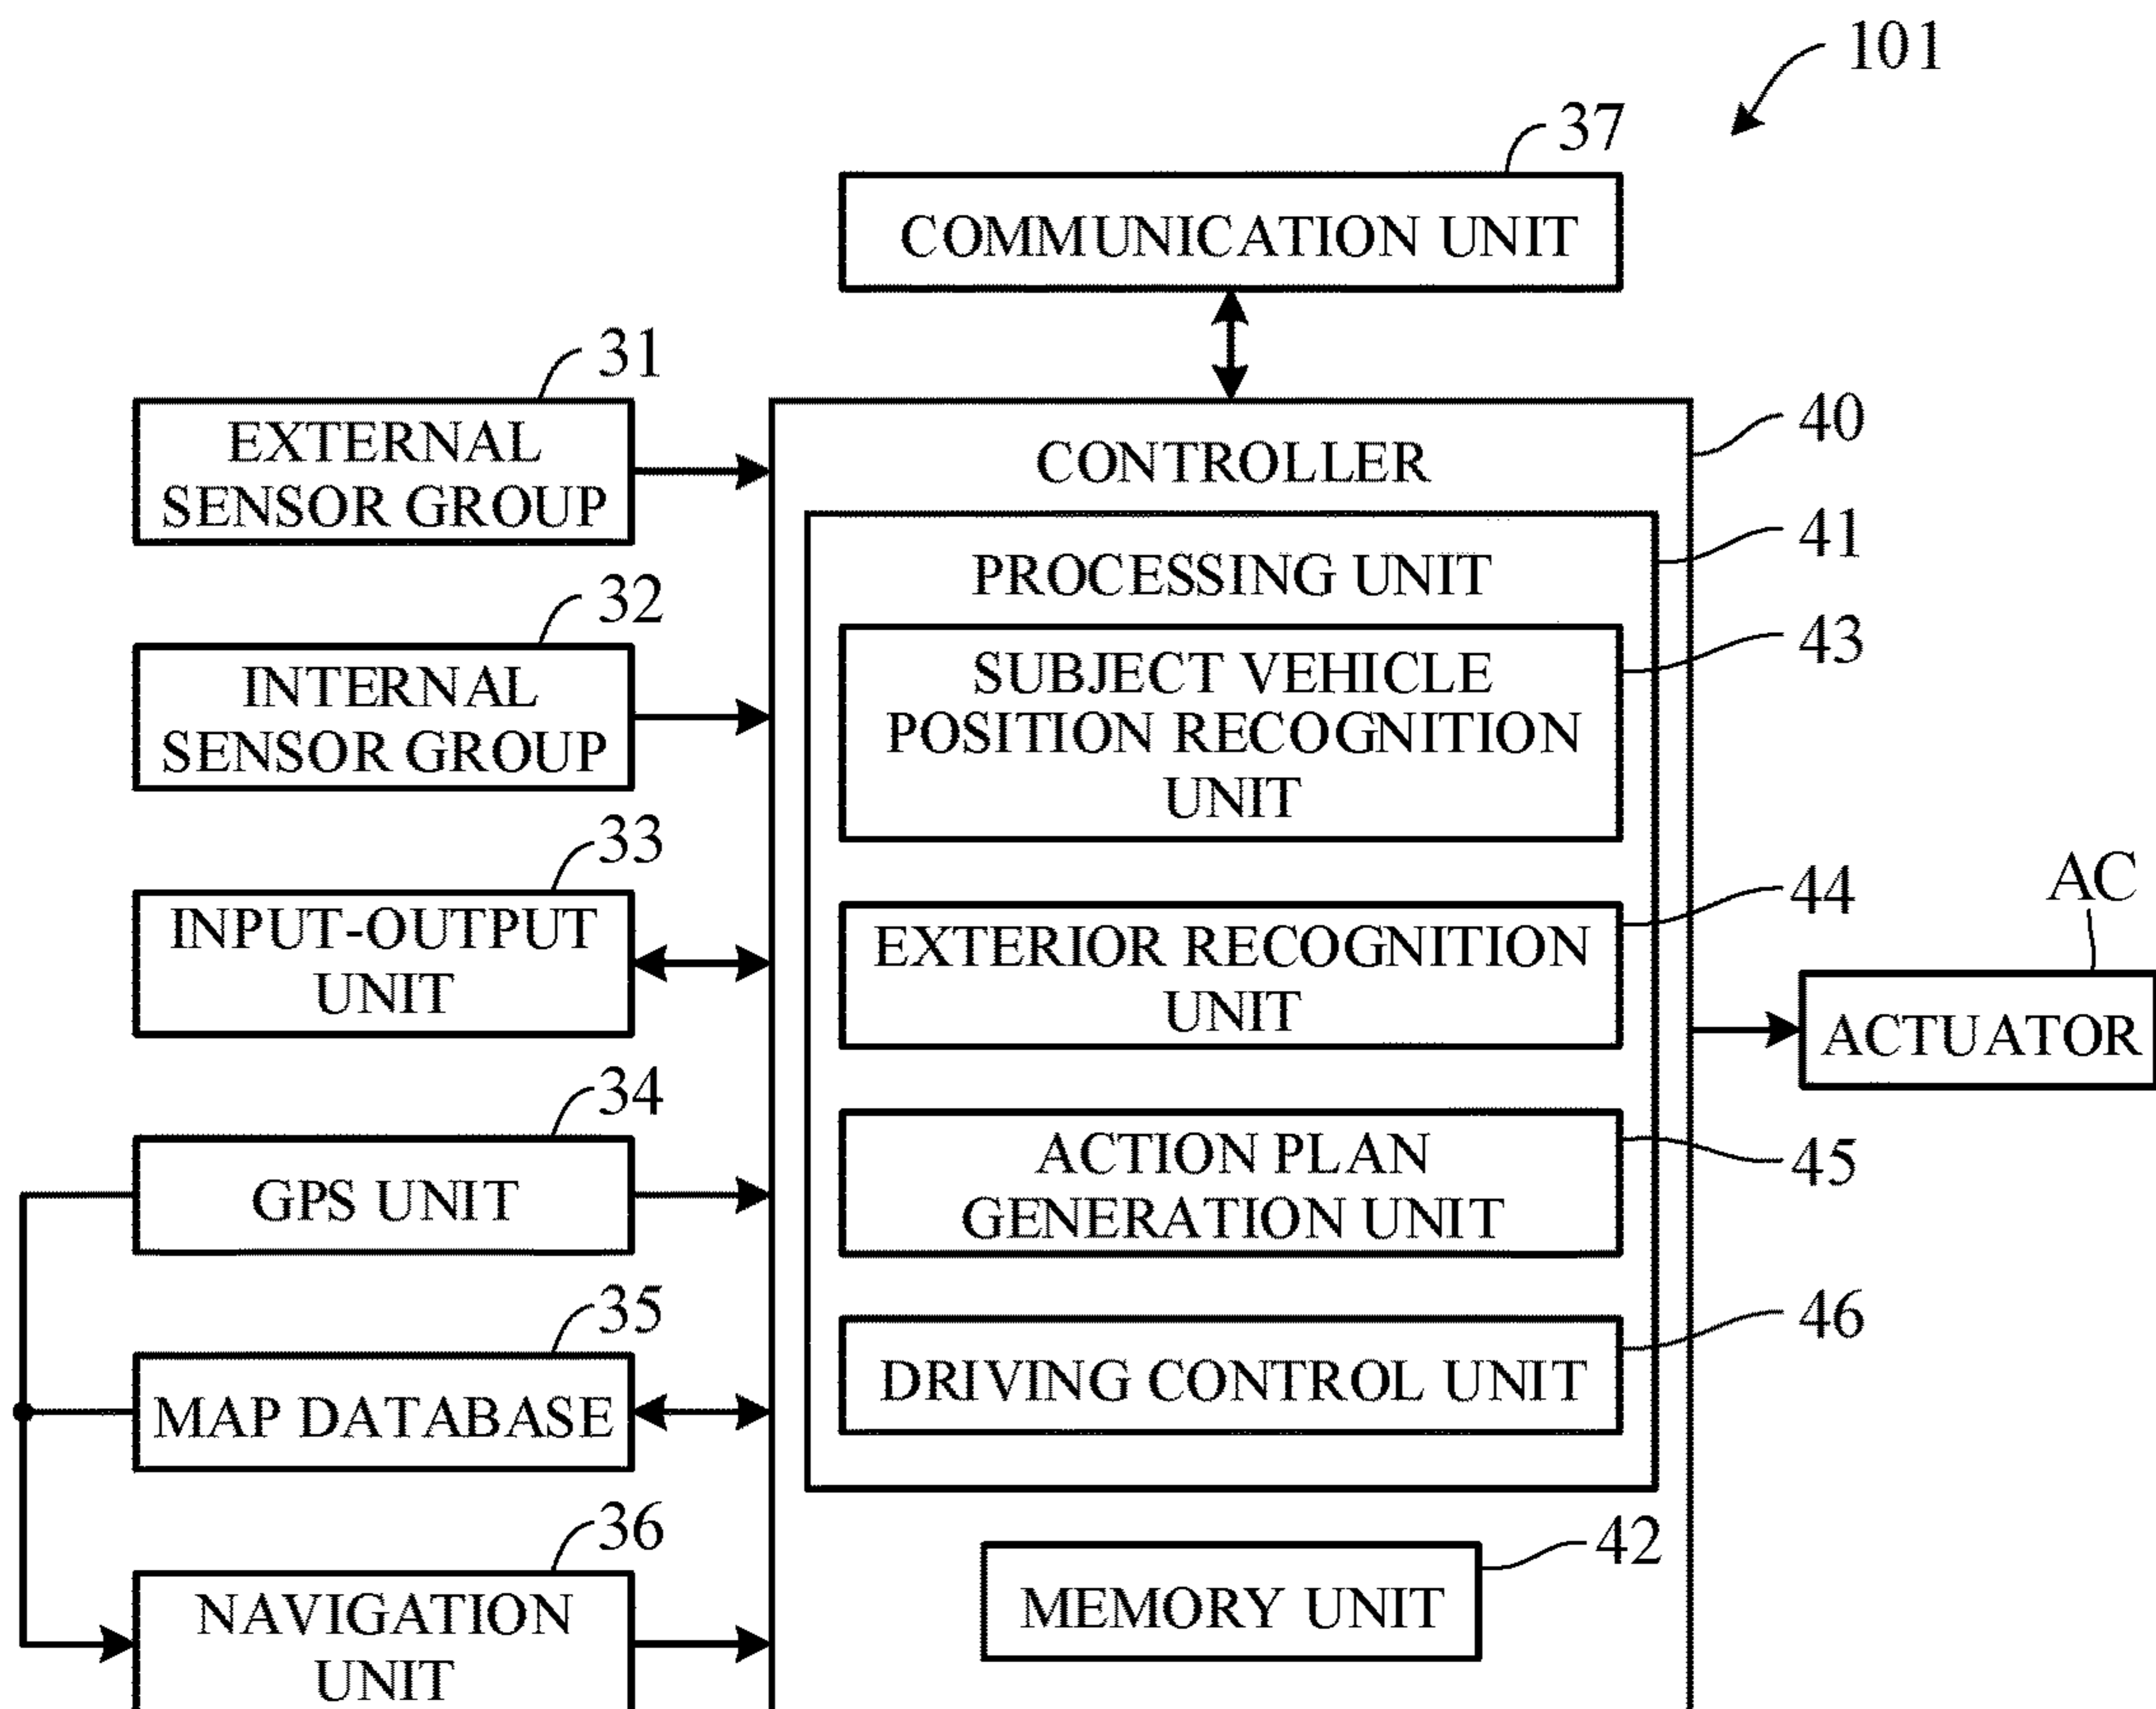 101
37
COMMUNICATION UNIT
31
EXTERNAL
SENSOR GROUP
32
INTERNAL
SENSOR GROUP
33
INPUT-OUTPUT
UNIT
34
GPS UNIT
35
MAP DATABASE
36
NAVIGATION
UNIT
40
CONTROLLER
41
PROCESSING UNIT
43
SUBJECT VEHICLE
POSITION RECOGNITION
UNIT
44
EXTERIOR RECOGNITION
UNIT
45
ACTION PLAN
GENERATION UNIT
46
DRIVING CONTROL UNIT
42
MEMORY UNIT
AC
ACTUATOR